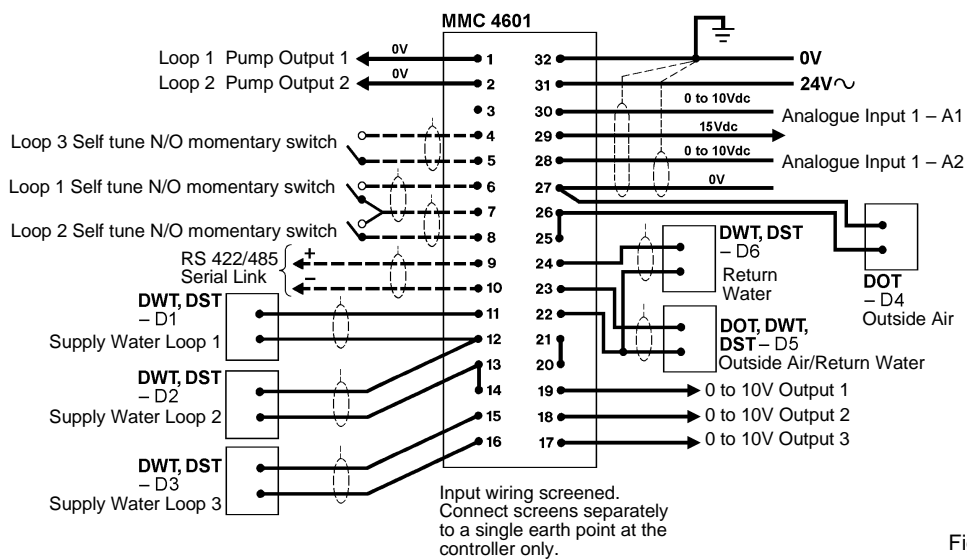 MMC 4601
Loop 1 Pump Output 1
0V
1
32
0V
Loop 2 Pump Output 2
0V
2
31
24V∼
3
30
0 to 10Vdc
Analogue Input 1 – A1
Loop 3 Self tune N/O momentary switch
4
29
15Vdc
5
28
0 to 10Vdc
Analogue Input 1 – A2
Loop 1 Self tune N/O momentary switch
6
27
0V
7
26
Loop 2 Self tune N/O momentary switch
8
25
RS 422/485
Serial Link
+
9
24
–
10
23
DWT, DST
– D6
Return
Water
DOT
– D4
Outside Air
DWT, DST
– D1
Supply Water Loop 1
11
22
12
21
DOT, DWT,
DST – D5
Outside Air/Return Water
13
20
DWT, DST
– D2
Supply Water Loop 2
14
19
0 to 10V Output 1
15
18
0 to 10V Output 2
16
17
0 to 10V Output 3
DWT, DST
– D3
Supply Water Loop 3
Input wiring screened.
Connect screens separately
to a single earth point at the
controller only.
Fi